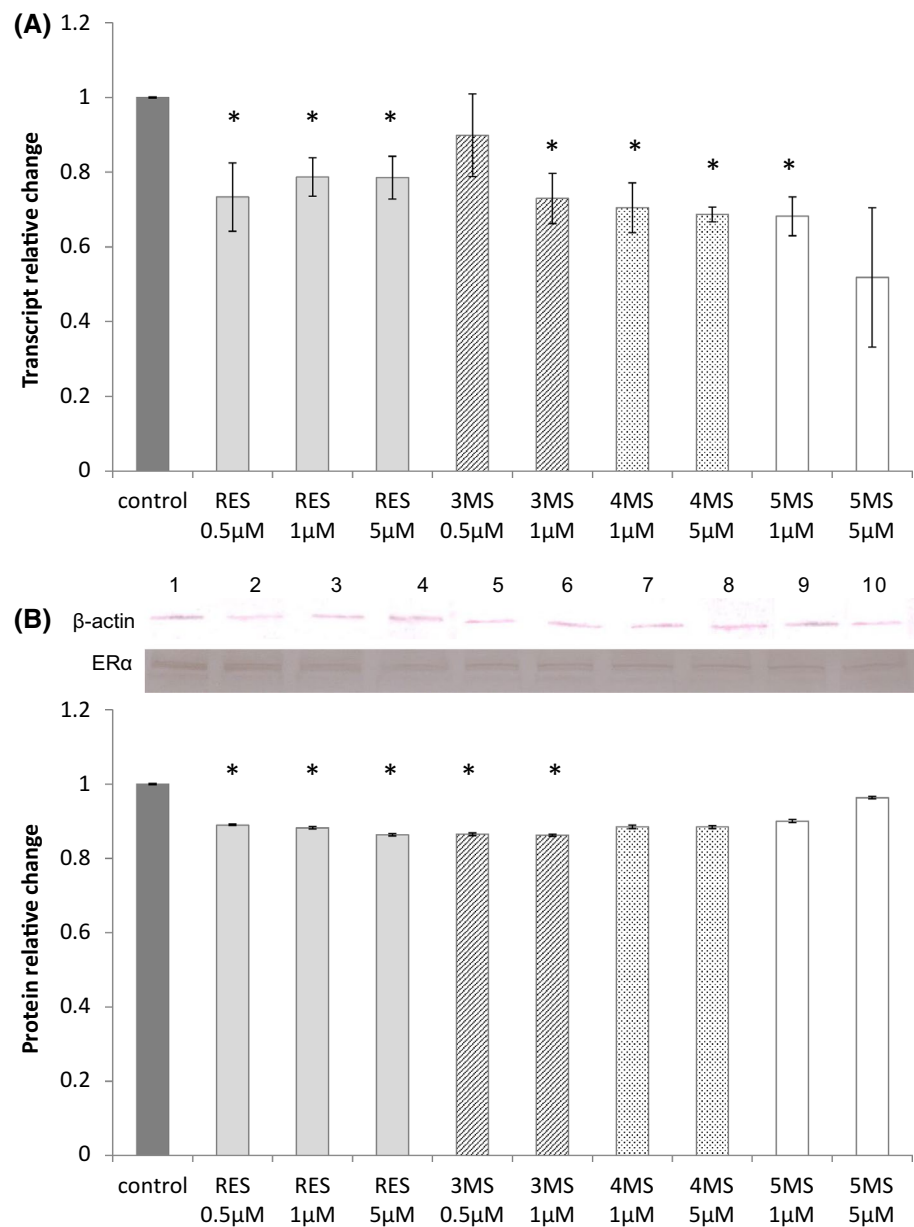 (A)
1.2
1
0.8
0.6
0.4
0.2
0
Transcript relative change
* * * * * * *
control RES RES RES 3MS 3MS 4MS 4MS 5MS 5MS
0.5μM 1μM 5μM 0.5μM 1μM 1μM 5μM 1μM 5μM
1 2 3 4 5 6 7 8 9 10
(B)
β-actin
ERα
1.2
1
0.8
0.6
0.4
0.2
0
Protein relative change
* * * * *
control RES RES RES 3MS 3MS 4MS 4MS 5MS 5MS
0.5μM 1μM 5μM 0.5μM 1μM 1μM 5μM 1μM 5μM